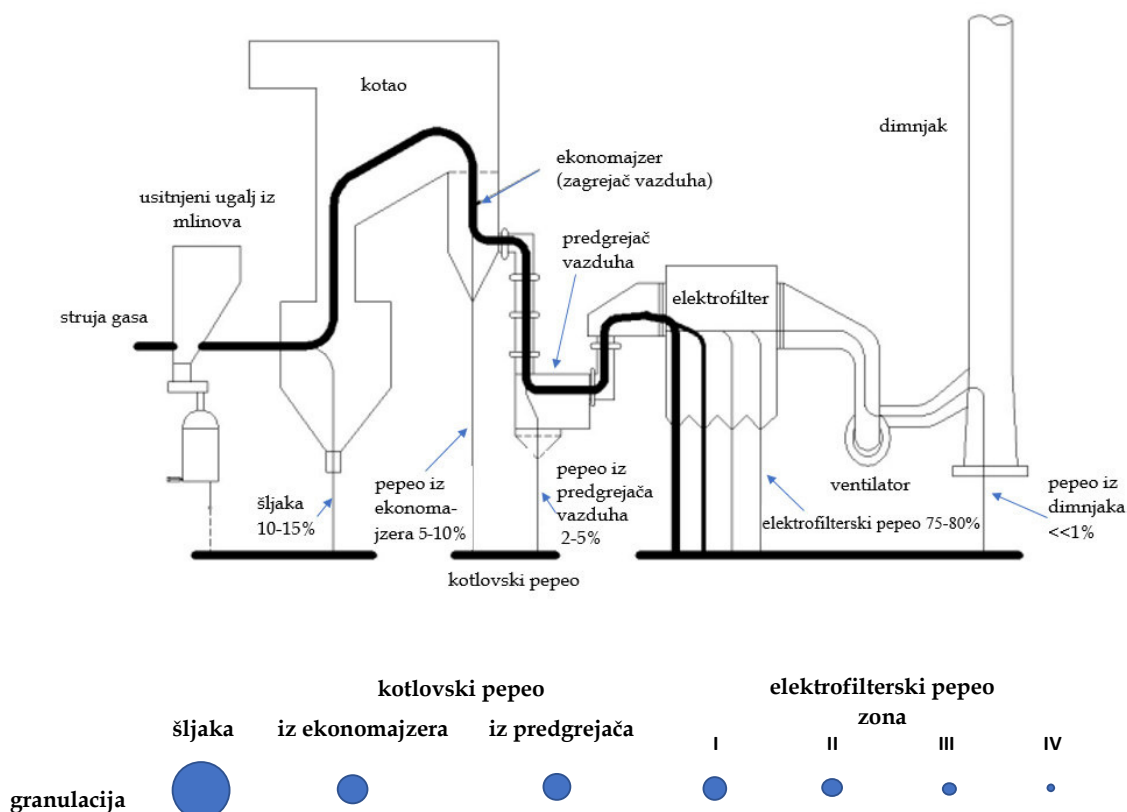 kotao
dimnjak
ekonomajzer
(zagrejač vazduha)
usitnjeni ugalj iz
mlinova
predgrejač
vazduha
elektrofilter
struja gasa
šljaka
10-15%
pepeo iz
ekonoma-
jzera 5-10%
pepeo iz
predgrejača
vazduha
2-5%
ventilator
elektrofilterski pepeo 75-80%
pepeo iz
dimnjaka
<<1%
kotlovski pepeo
kotlovski pepeo
elektrofilterski pepeo
zona
šljaka
iz ekonomajzera
iz predgrejača
I
II
III
IV
granulacija